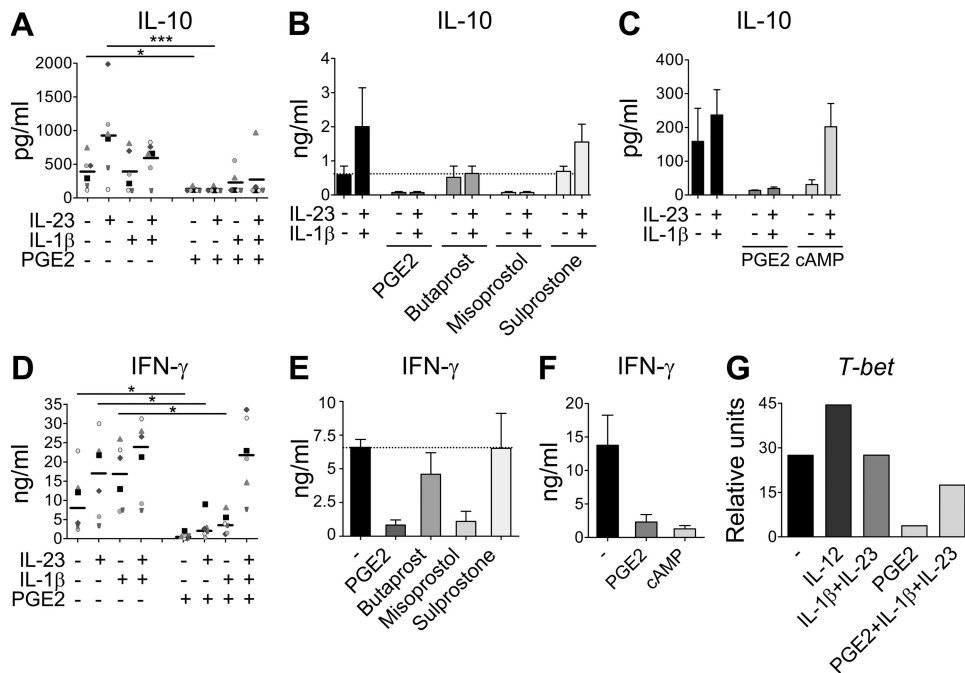 A
IL-10
***
*
pg/ml
2000
1500
1000
500
0
IL-23 - + - + - + - +
IL-1β - - + + - - + +
PGE2 - - - - + + + +
B
IL-10
ng/ml
4
3
2
1
0
IL-23 - + - + - + - + - +
IL-1β - + - + - + - + - +
PGE2
Butaprost
Misoprostol
Sulprostone
C
IL-10
pg/ml
400
300
200
100
0
IL-23 - + - + - +
IL-1β - + - + - +
PGE2 cAMP
D
IFN-γ
*
*
*
ng/ml
35
30
25
20
15
10
5
0
IL-23 - + - + - + - +
IL-1β - - + + - - + +
PGE2 - - - - + + + +
E
IFN-γ
ng/ml
10.0
7.5
5.0
2.5
0
-
PGE2
Butaprost
Misoprostol
Sulprostone
F
IFN-γ
ng/ml
20
15
10
5
0
-
PGE2
cAMP
G
T-bet
Relative units
45
30
15
0
-
IL-12
IL-1β+IL-23
PGE2
PGE2+IL-1β+IL-23